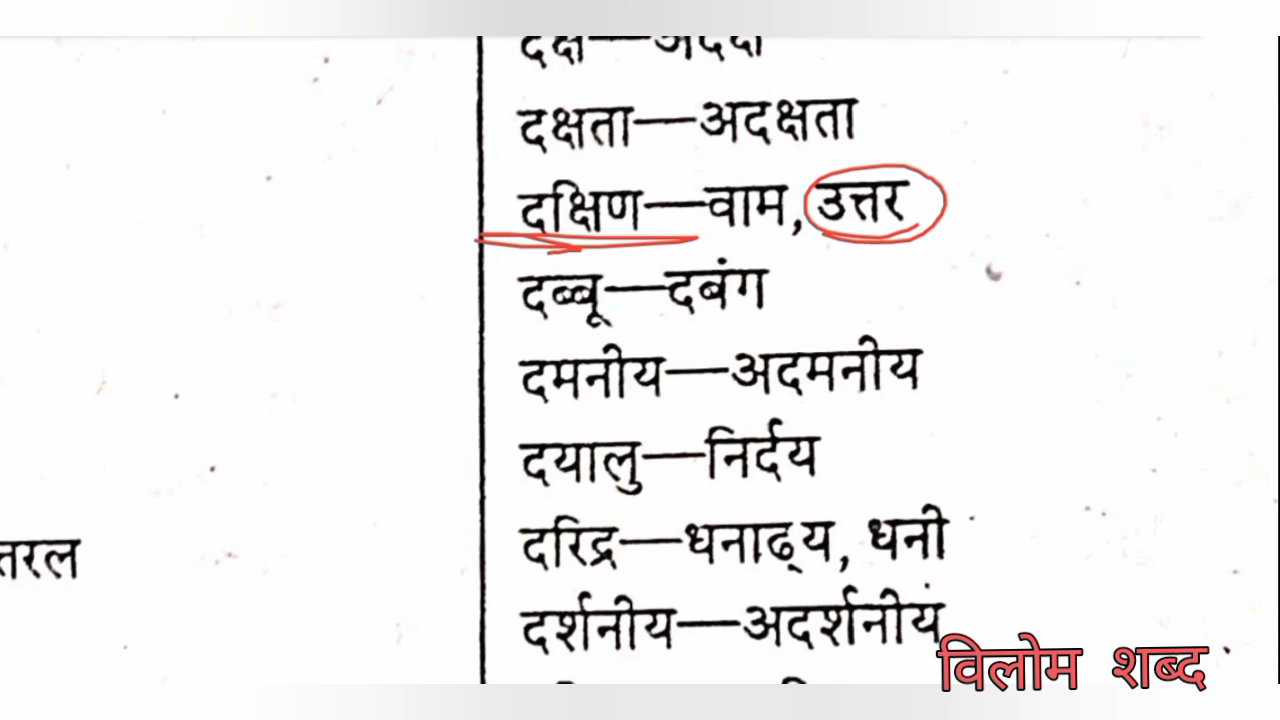 दक्षता—अदक्षता
दक्षिण—वाम, उत्तर
दब्बू—दबंग
दमनीय—अदमनीय
दयालु—निर्दय
दरिद्र—धनाढ्य, धनी
तरल
दर्शनीय—अदर्शनीय
विलोम शब्द